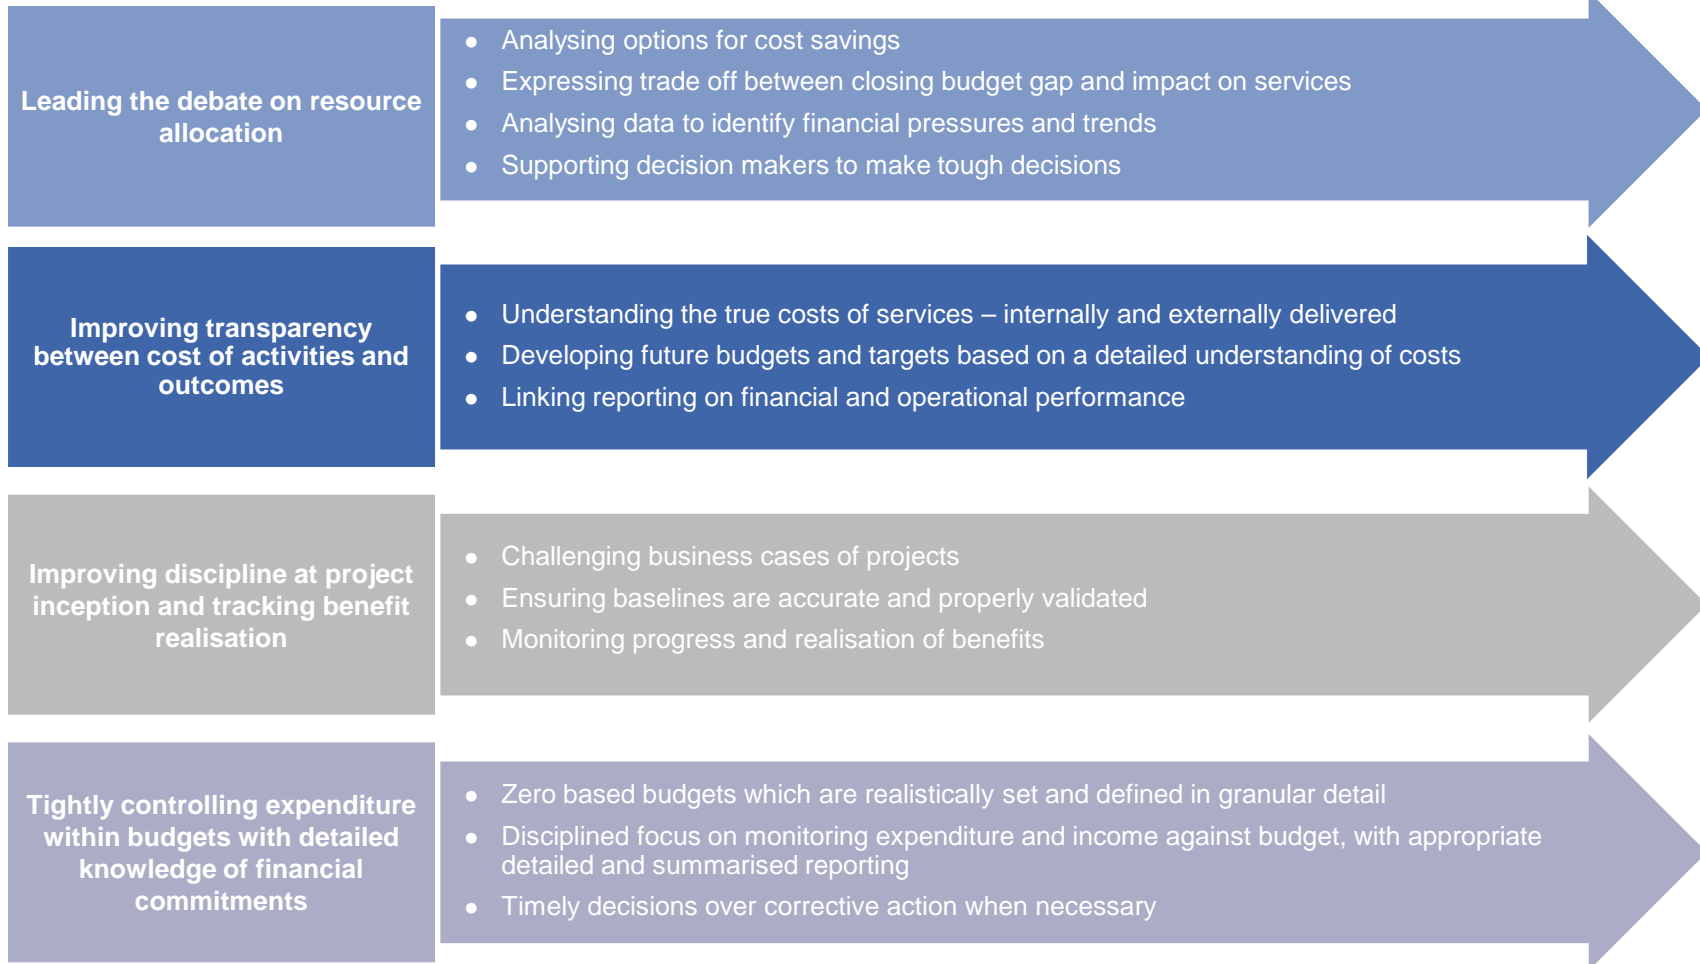 Leading the debate on resource
allocation
● Analysing options for cost savings
● Expressing trade off between closing budget gap and impact on services
● Analysing data to identify financial pressures and trends
● Supporting decision makers to make tough decisions
Improving transparency
between cost of activities and
outcomes
● Understanding the true costs of services – internally and externally delivered
● Developing future budgets and targets based on a detailed understanding of costs
● Linking reporting on financial and operational performance
Improving discipline at project
inception and tracking benefit
realisation
● Challenging business cases of projects
● Ensuring baselines are accurate and properly validated
● Monitoring progress and realisation of benefits
Tightly controlling expenditure
within budgets with detailed
knowledge of financial
commitments
● Zero based budgets which are realistically set and defined in granular detail
● Disciplined focus on monitoring expenditure and income against budget, with appropriate
detailed and summarised reporting
● Timely decisions over corrective action when necessary